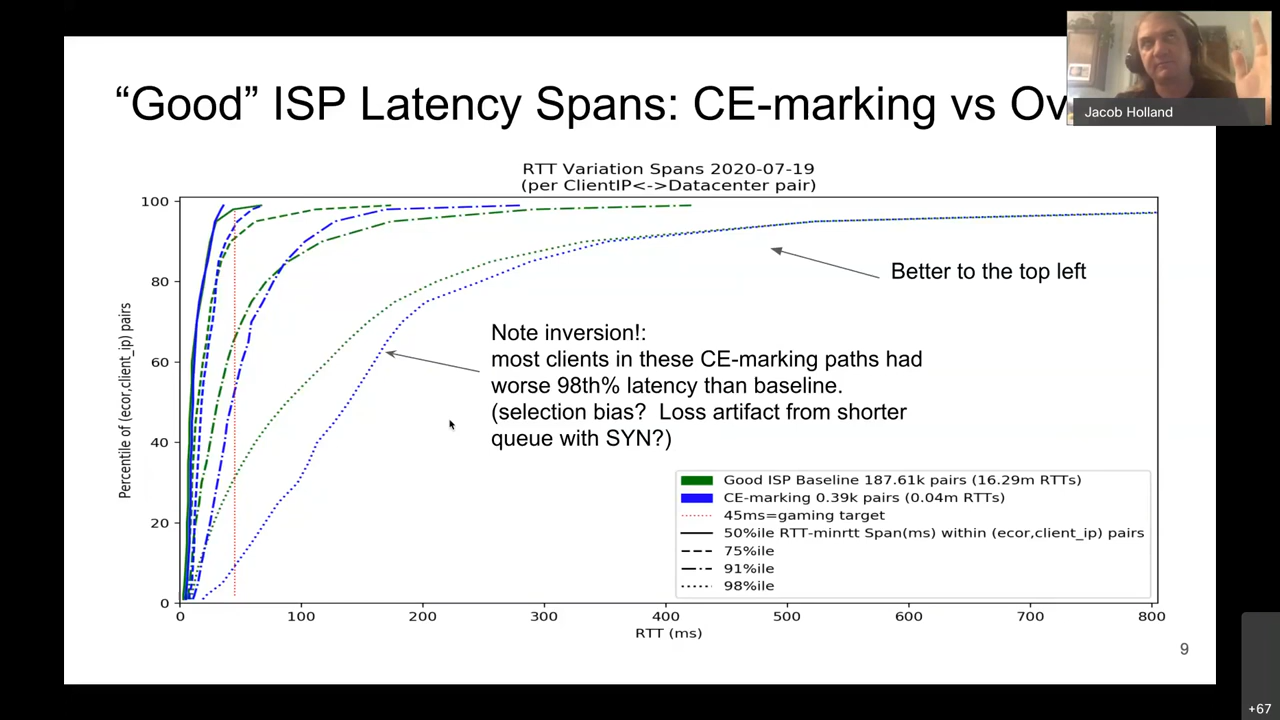 “Good” ISP Latency Spans: CE-marking vs Ov
Jacob Holland
RTT Variation Spans 2020-07-19
(per ClientIP<->Datacenter pair)
Percentile of (ecor,client_ip) pairs
100
80
60
40
20
0
Better to the top left
Note inversion!:
most clients in these CE-marking paths had
worse 98th% latency than baseline.
(selection bias?  Loss artifact from shorter
queue with SYN?)
Good ISP Baseline 187.61k pairs (16.29m RTTs)
CE-marking 0.39k pairs (0.04m RTTs)
45ms=gaming target
50%ile RTT-minrtt Span(ms) within (ecor,client_ip) pairs
75%ile
91%ile
98%ile
0 100 200 300 400 500 600 700 800
RTT (ms)
9
+67